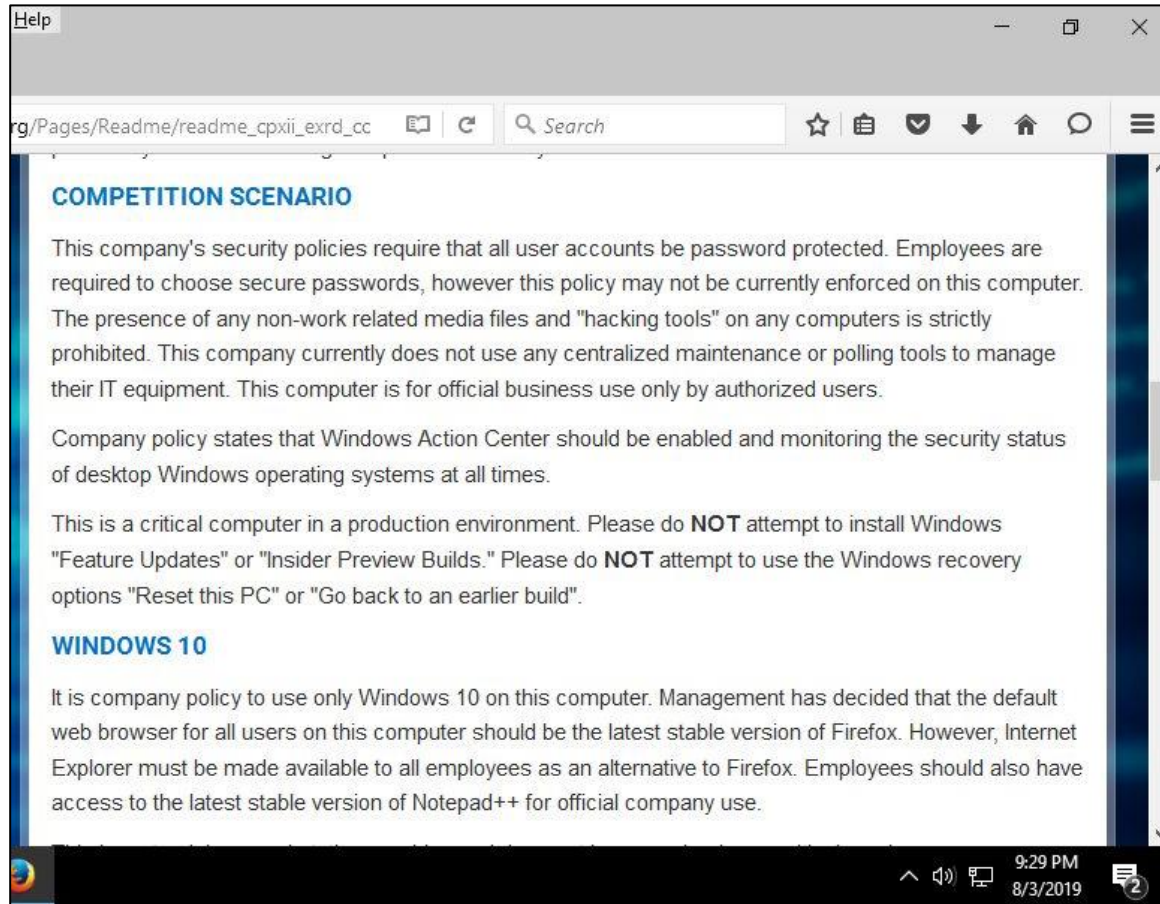 Help
rg/Pages/Readme/readme_cpxii_exrd_cc
Search
COMPETITION SCENARIO
This company's security policies require that all user accounts be password protected. Employees are
required to choose secure passwords, however this policy may not be currently enforced on this computer.
The presence of any non-work related media files and "hacking tools" on any computers is strictly
prohibited. This company currently does not use any centralized maintenance or polling tools to manage
their IT equipment. This computer is for official business use only by authorized users.
Company policy states that Windows Action Center should be enabled and monitoring the security status
of desktop Windows operating systems at all times.
This is a critical computer in a production environment. Please do NOT attempt to install Windows
"Feature Updates" or "Insider Preview Builds." Please do NOT attempt to use the Windows recovery
options "Reset this PC" or "Go back to an earlier build".
WINDOWS 10
It is company policy to use only Windows 10 on this computer. Management has decided that the default
web browser for all users on this computer should be the latest stable version of Firefox. However, Internet
Explorer must be made available to all employees as an alternative to Firefox. Employees should also have
access to the latest stable version of Notepad++ for official company use.
9:29 PM
8/3/2019
2